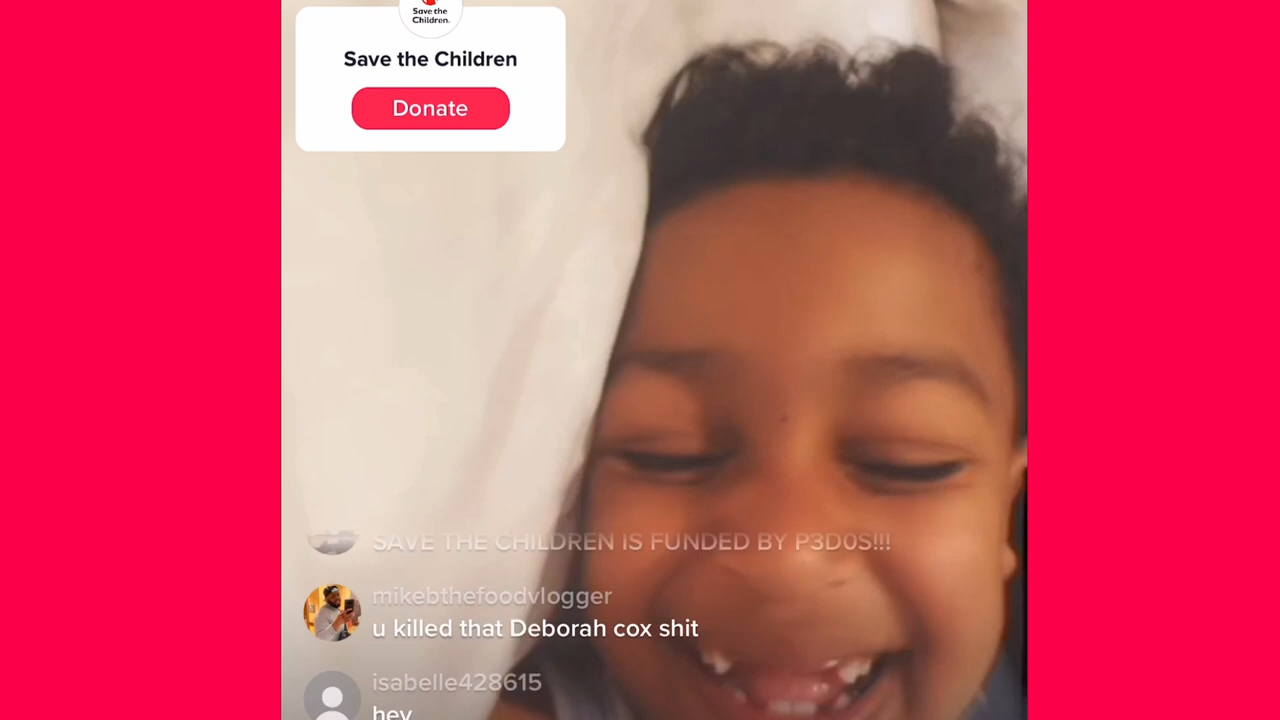 Save the
Children.
Save the Children
Donate
SAVE THE CHILDREN IS FUNDED BY P3D0S!!!
mikebthefoodvlogger
u killed that Deborah cox shit
isabelle428615
hey